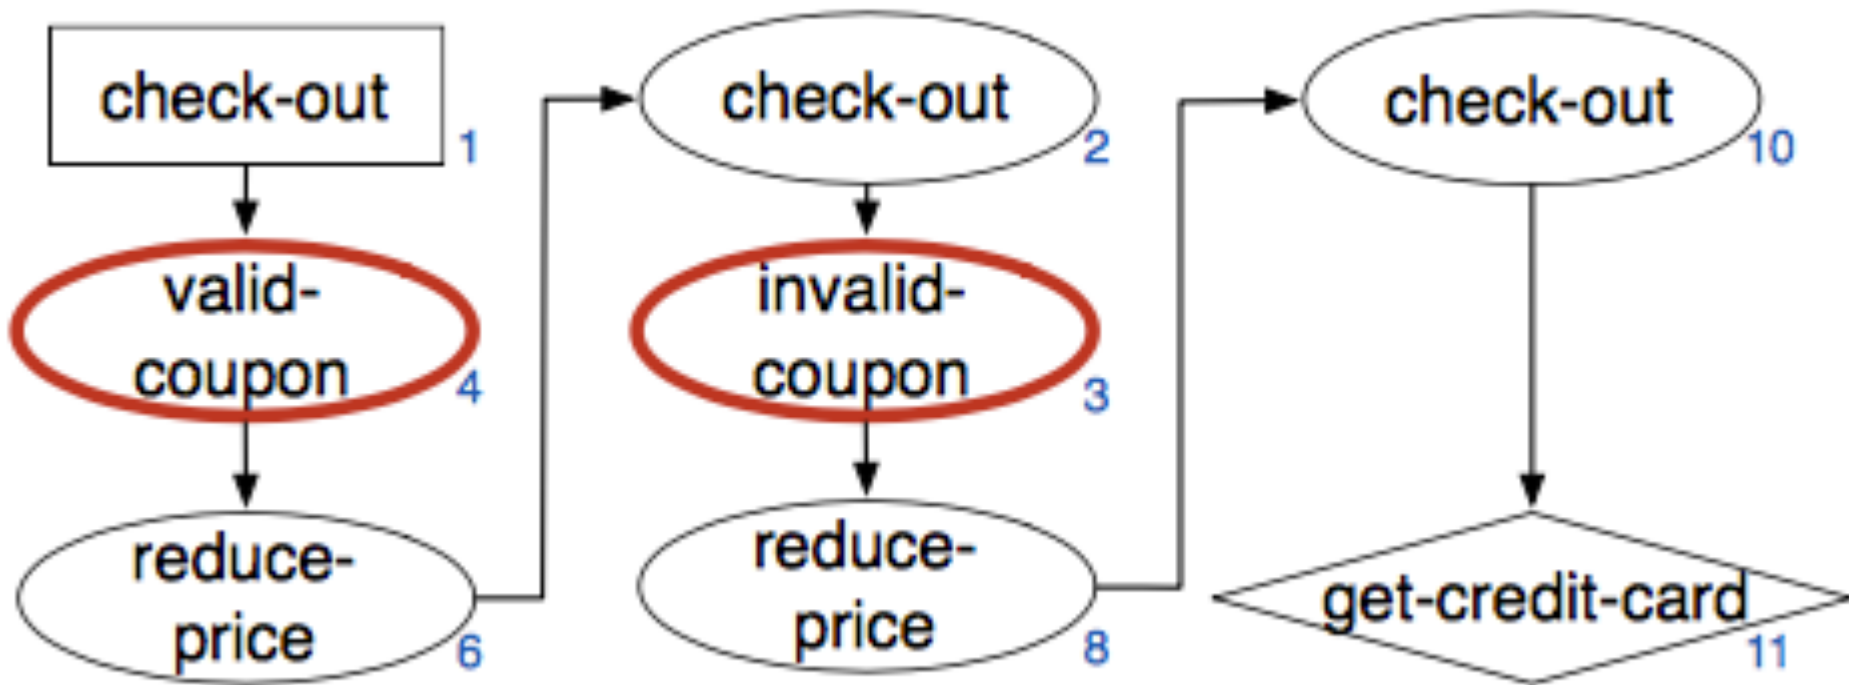 check-out
1
valid-
coupon
4
reduce-
price
6
check-out
2
invalid-
coupon
3
reduce-
price
8
check-out
10
get-credit-card
11